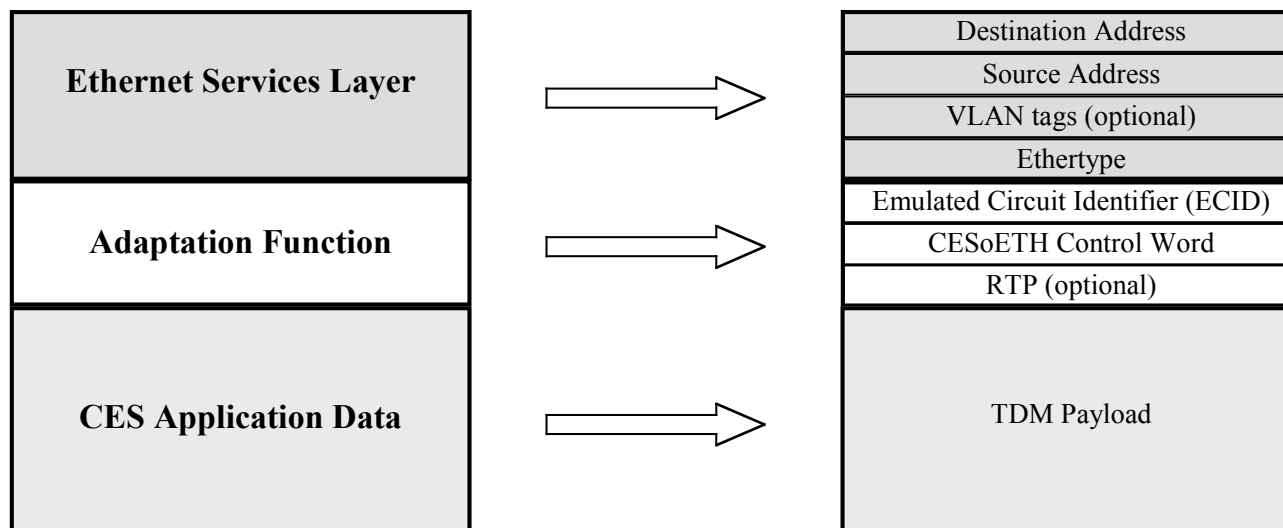 Ethernet Services Layer
Adaptation Function
CES Application Data
Destination Address
Source Address
VLAN tags (optional)
Ethertype
Emulated Circuit Identifier (ECID)
CESoETH Control Word
RTP (optional)
TDM Payload